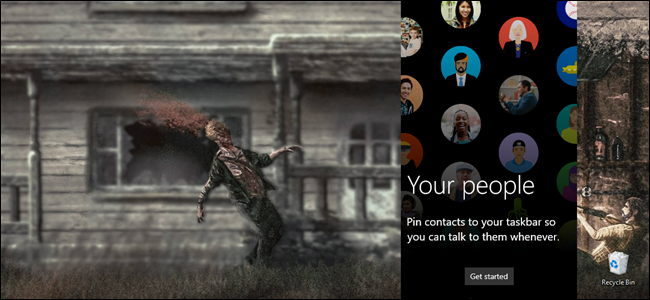 Your people
Pin contacts to your taskbar so
you can talk to them whenever.
Get started
Recycle Bin